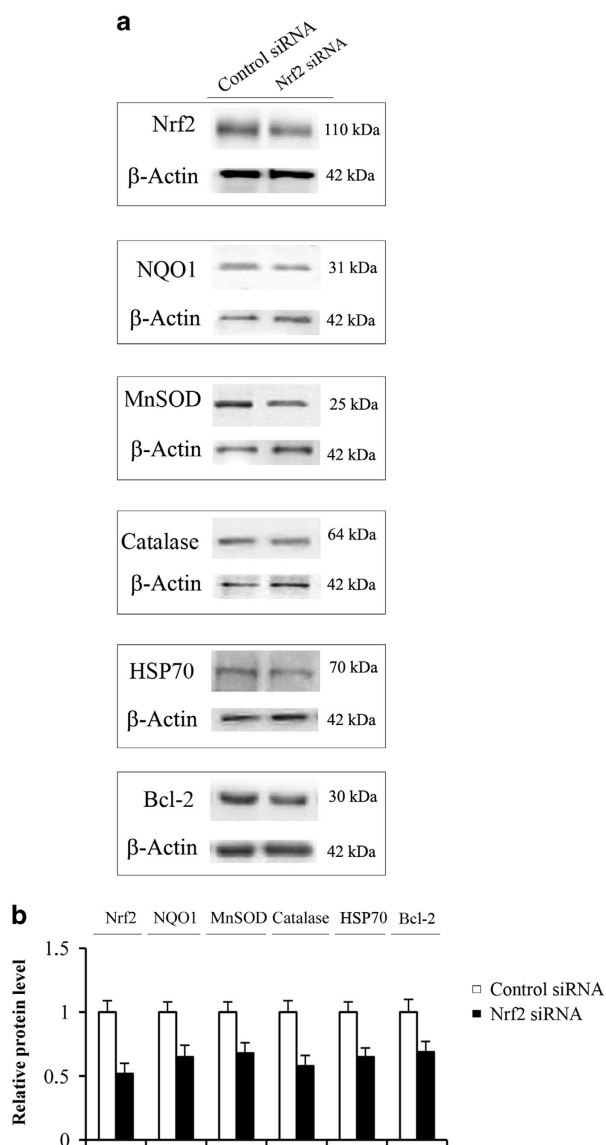 a
Control siRNA
Nrf2 siRNA
Nrf2
110 kDa
β-Actin
42 kDa
NQO1
31 kDa
β-Actin
42 kDa
MnSOD
25 kDa
β-Actin
42 kDa
Catalase
64 kDa
β-Actin
42 kDa
HSP70
70 kDa
β-Actin
42 kDa
Bcl-2
30 kDa
β-Actin
42 kDa
b
Nrf2 NQO1 MnSOD Catalase HSP70 Bcl-2
Relative protein level
1.5
1
0.5
0
Control siRNA
Nrf2 siRNA